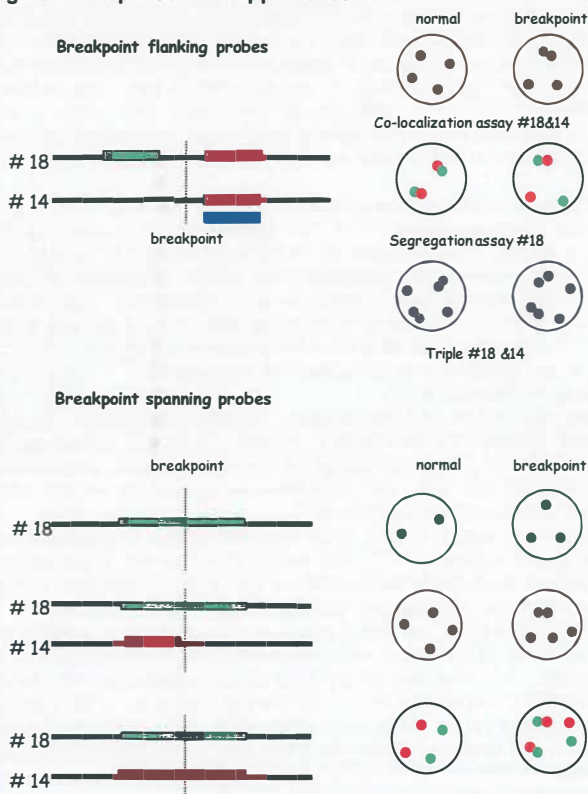 normal breakpoint
Breakpoint flanking probes
Co-localization assay #18&14
# 18
# 14
breakpoint
Segregation assay #18
Triple #18 &14
Breakpoint spanning probes
breakpoint
normal breakpoint
# 18
# 18
# 14
# 18
# 14